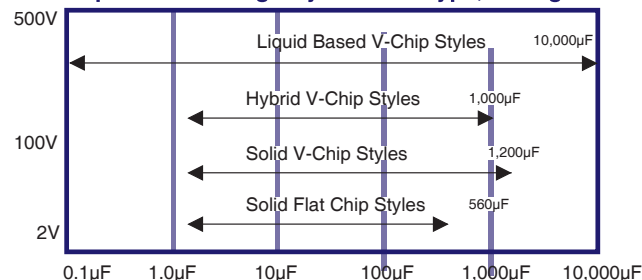 500V
Liquid Based V-Chip Styles 10,000µF
Hybrid V-Chip Styles 1,000µF
100V
Solid V-Chip Styles 1,200µF
Solid Flat Chip Styles 560µF
2V
0.1µF 1.0µF 10µF 100µF 1,000µF 10,000µF